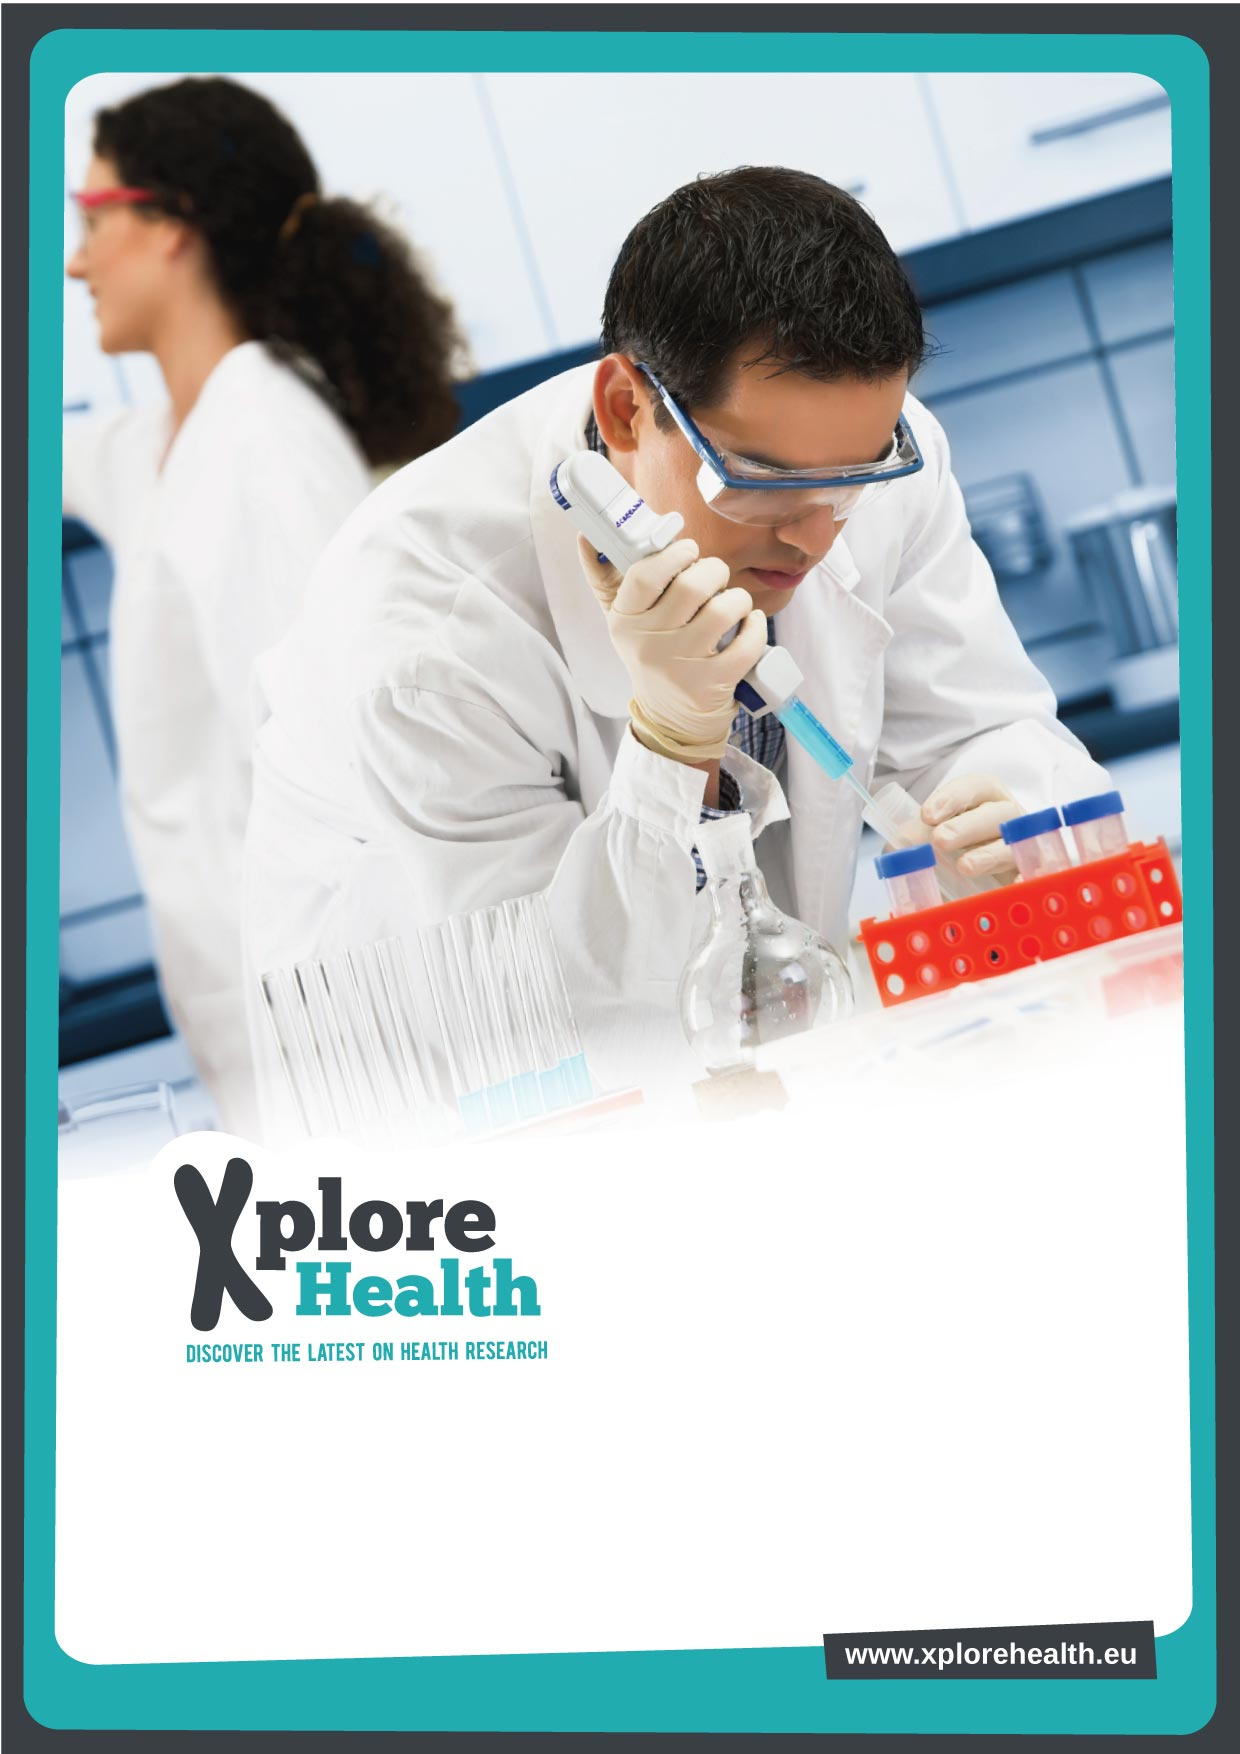 Xplore
Health
DISCOVER THE LATEST ON HEALTH RESEARCH
www.xplorehealth.eu